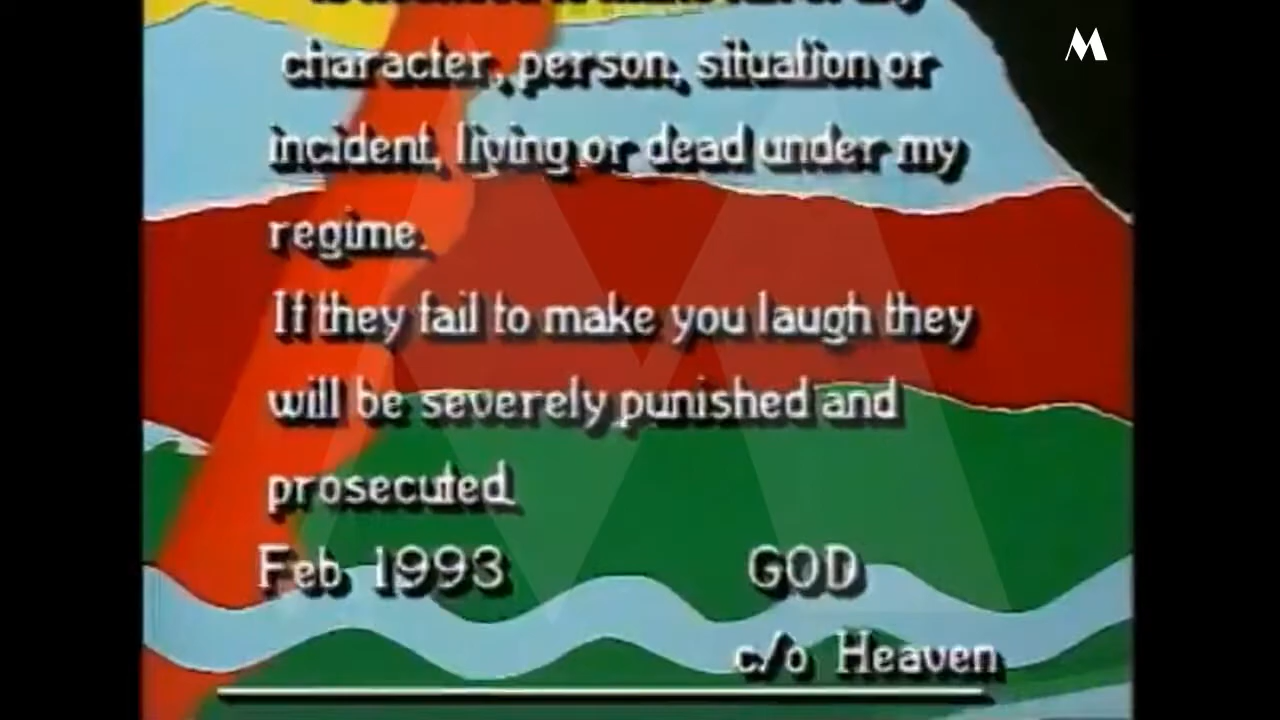 character, person, situation or
incident, living or dead under my
regime.
If they fail to make you laugh they
will be severely punished and
prosecuted.
Feb 1993 GOD
c/o Heaven
M